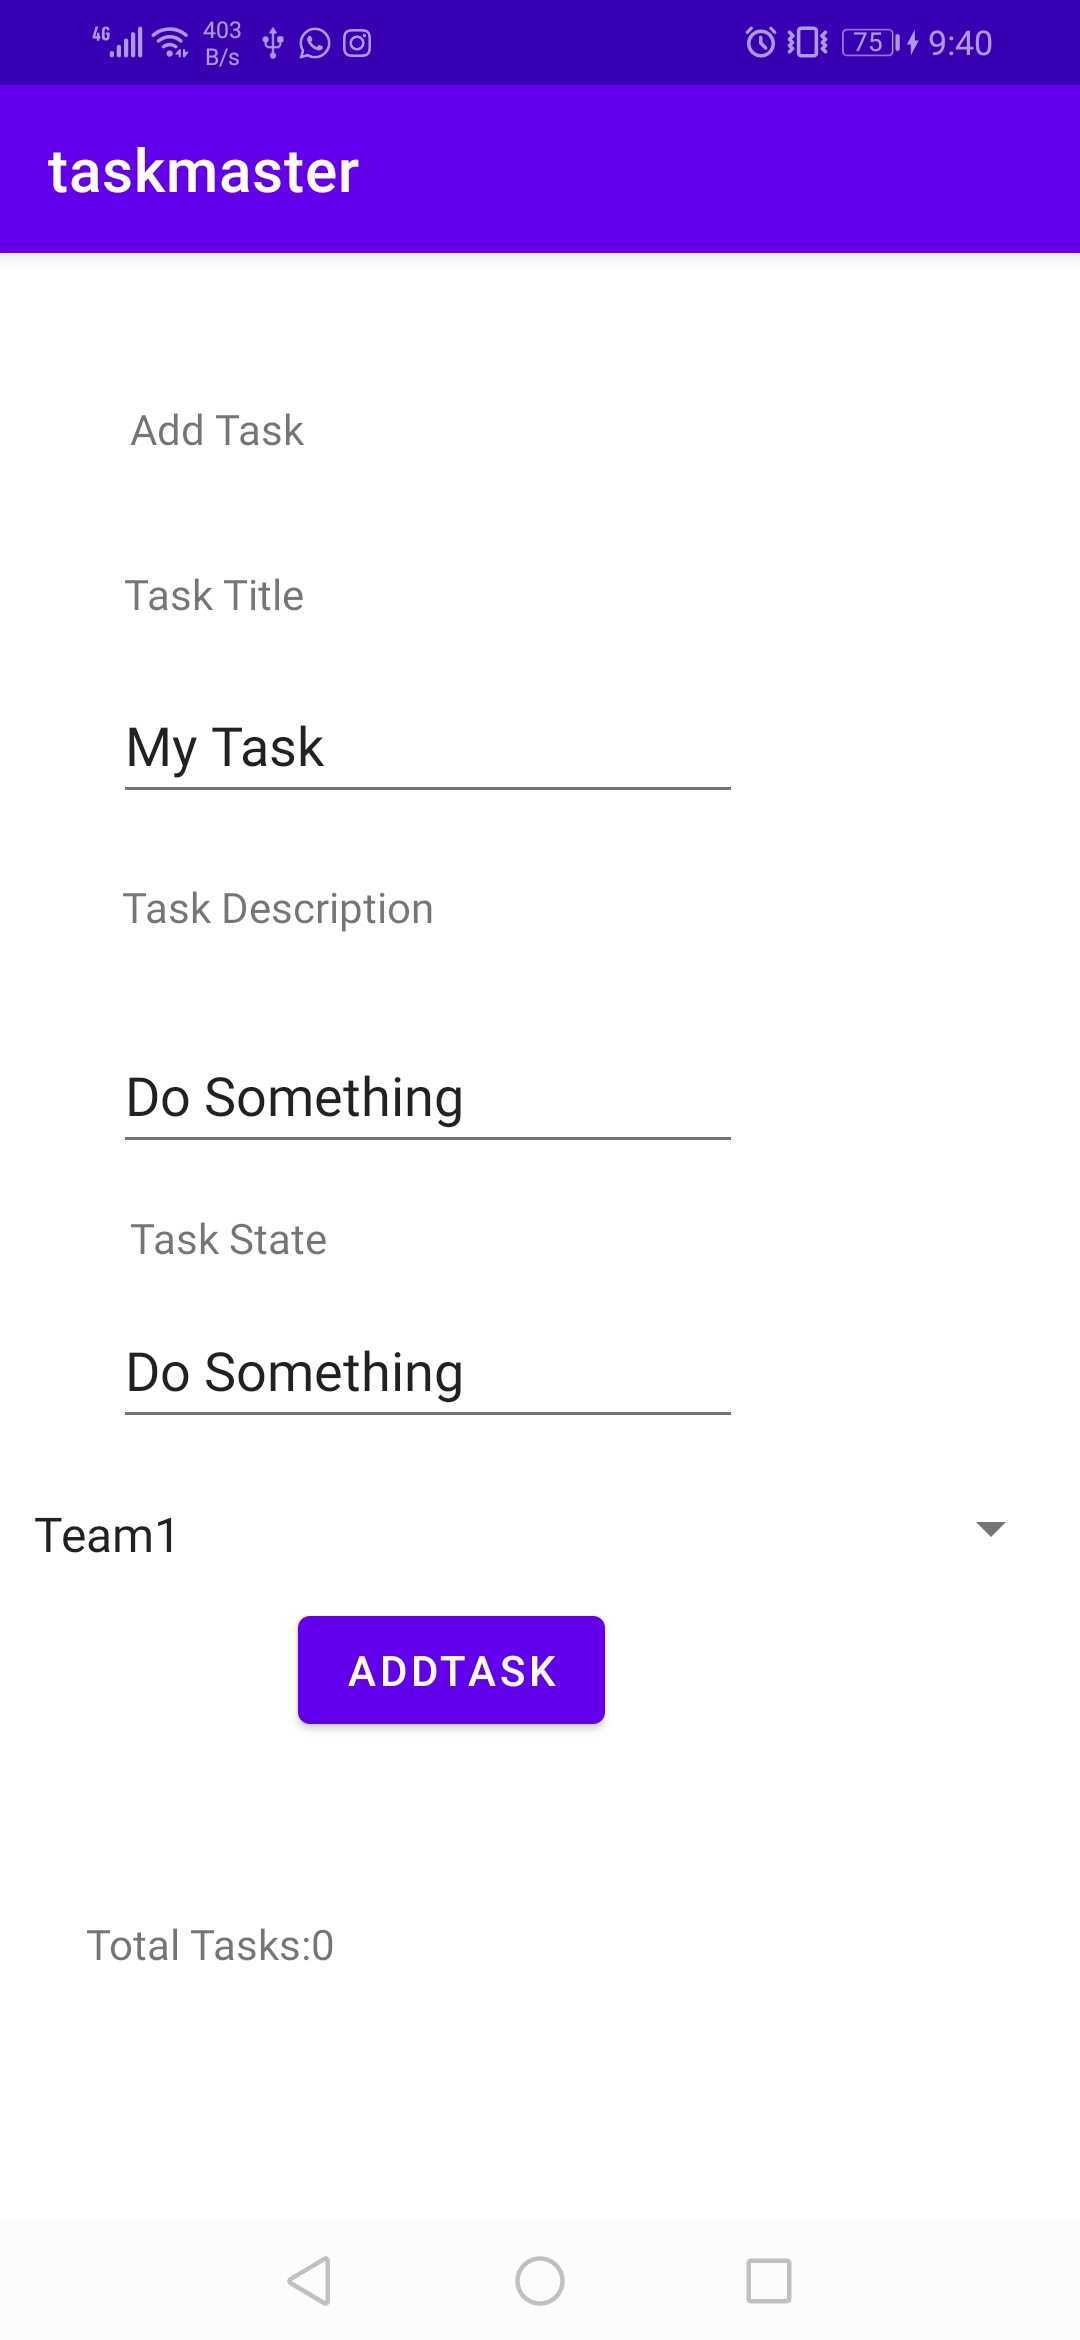 4G 403 B/s 75 9:40
taskmaster
Add Task
Task Title
My Task
Task Description
Do Something
Task State
Do Something
Team1
ADDTASK
Total Tasks:0